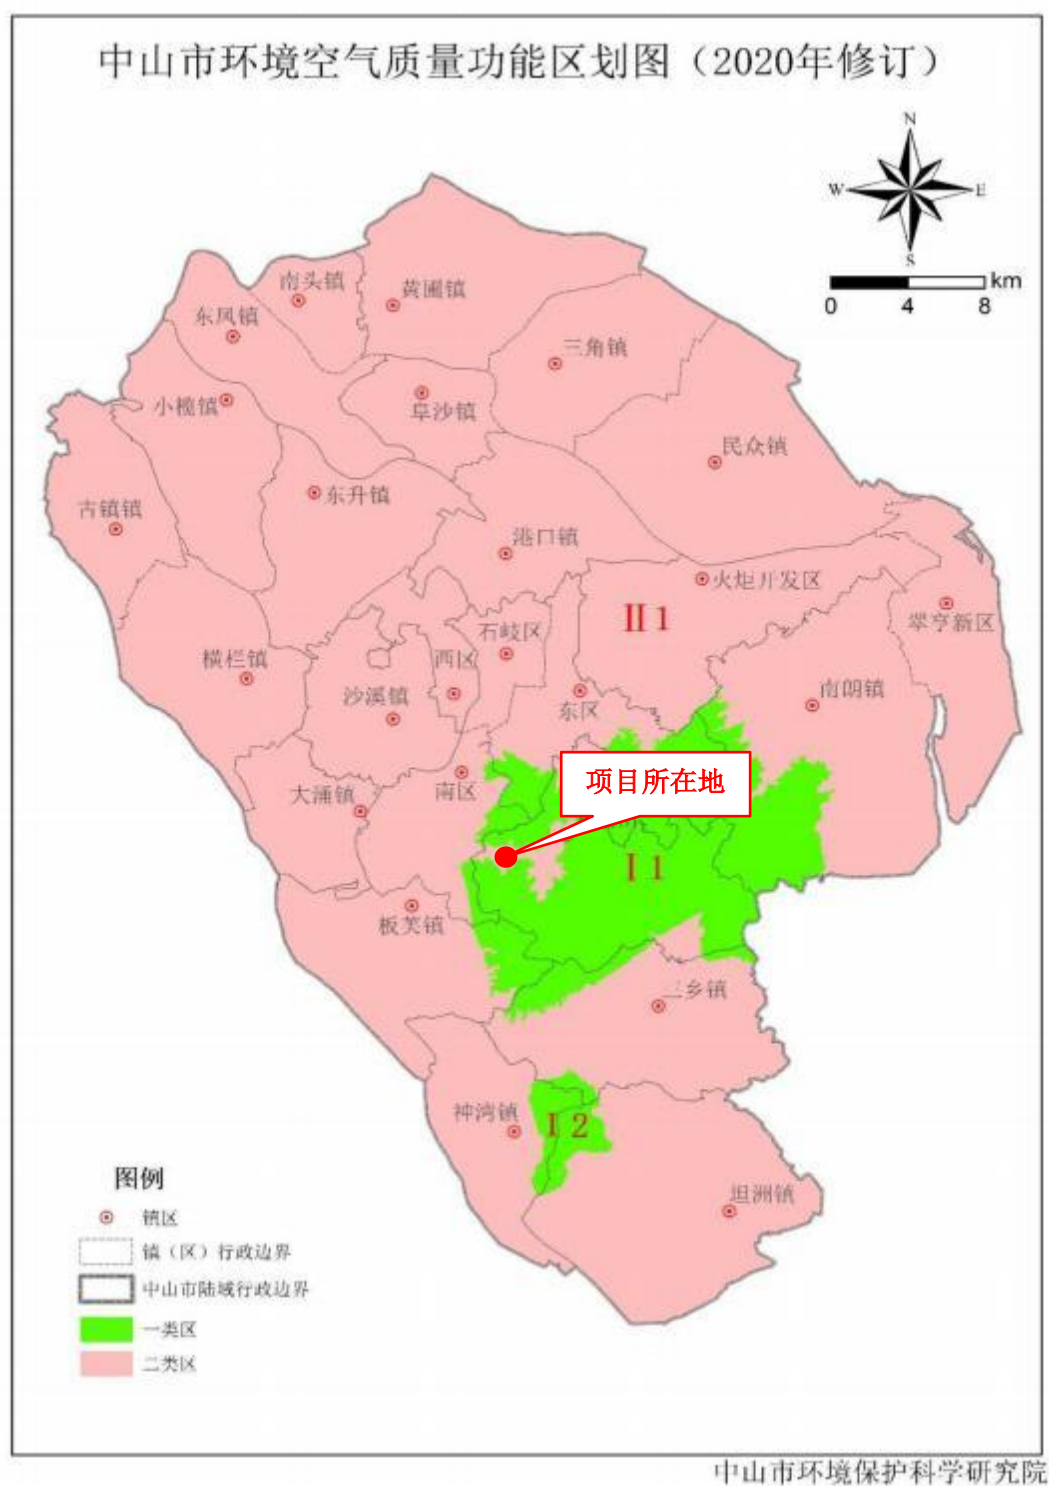 中山市环境空气质量功能区划图（2020年修订）
N
W
E
S
km
0
4
8
南头镇
黄圃镇
东凤镇
三角镇
小榄镇
阜沙镇
民众镇
东升镇
古镇镇
港口镇
火炬开发区
翠亨新区
II 1
石岐区
西区
横栏镇
沙溪镇
南朗镇
东区
项目所在地
南区
大涌镇
I 1
板芙镇
三乡镇
神湾镇
I 2
坦洲镇
图例
镇区
镇（区）行政边界
中山市陆域行政边界
一类区
二类区
中山市环境保护科学研究院